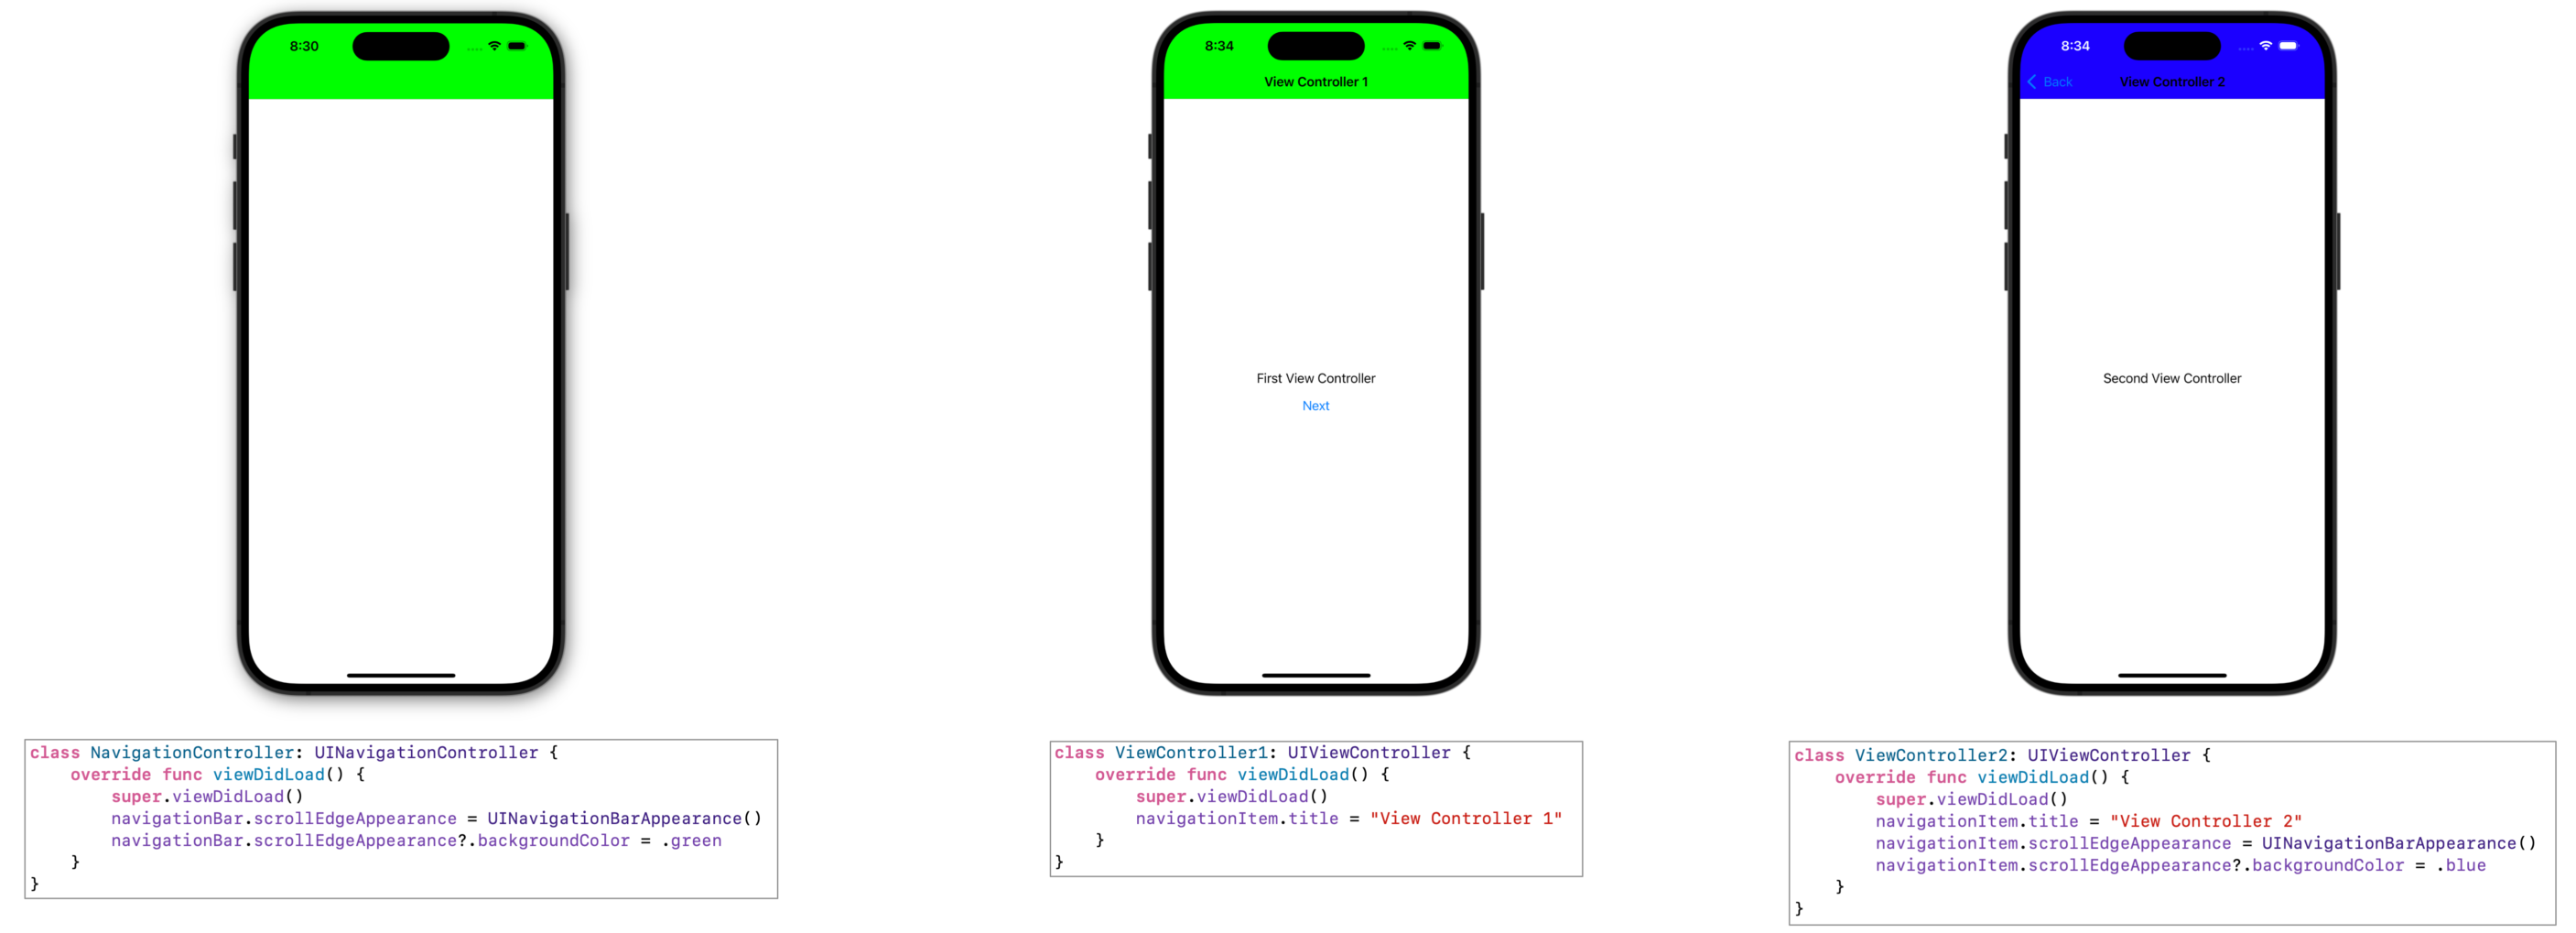 8:30
class NavigationController: UINavigationController {
    override func viewDidLoad() {
        super.viewDidLoad()
        navigationBar.scrollEdgeAppearance = UINavigationBarAppearance()
        navigationBar.scrollEdgeAppearance?.backgroundColor = .green
    }
}
8:34
View Controller 1
First View Controller
Next
class ViewController1: UIViewController {
    override func viewDidLoad() {
        super.viewDidLoad()
        navigationItem.title = "View Controller 1"
    }
}
8:34
Back View Controller 2
Second View Controller
class ViewController2: UIViewController {
    override func viewDidLoad() {
        super.viewDidLoad()
        navigationItem.title = "View Controller 2"
        navigationItem.scrollEdgeAppearance = UINavigationBarAppearance()
        navigationItem.scrollEdgeAppearance?.backgroundColor = .blue
    }
}